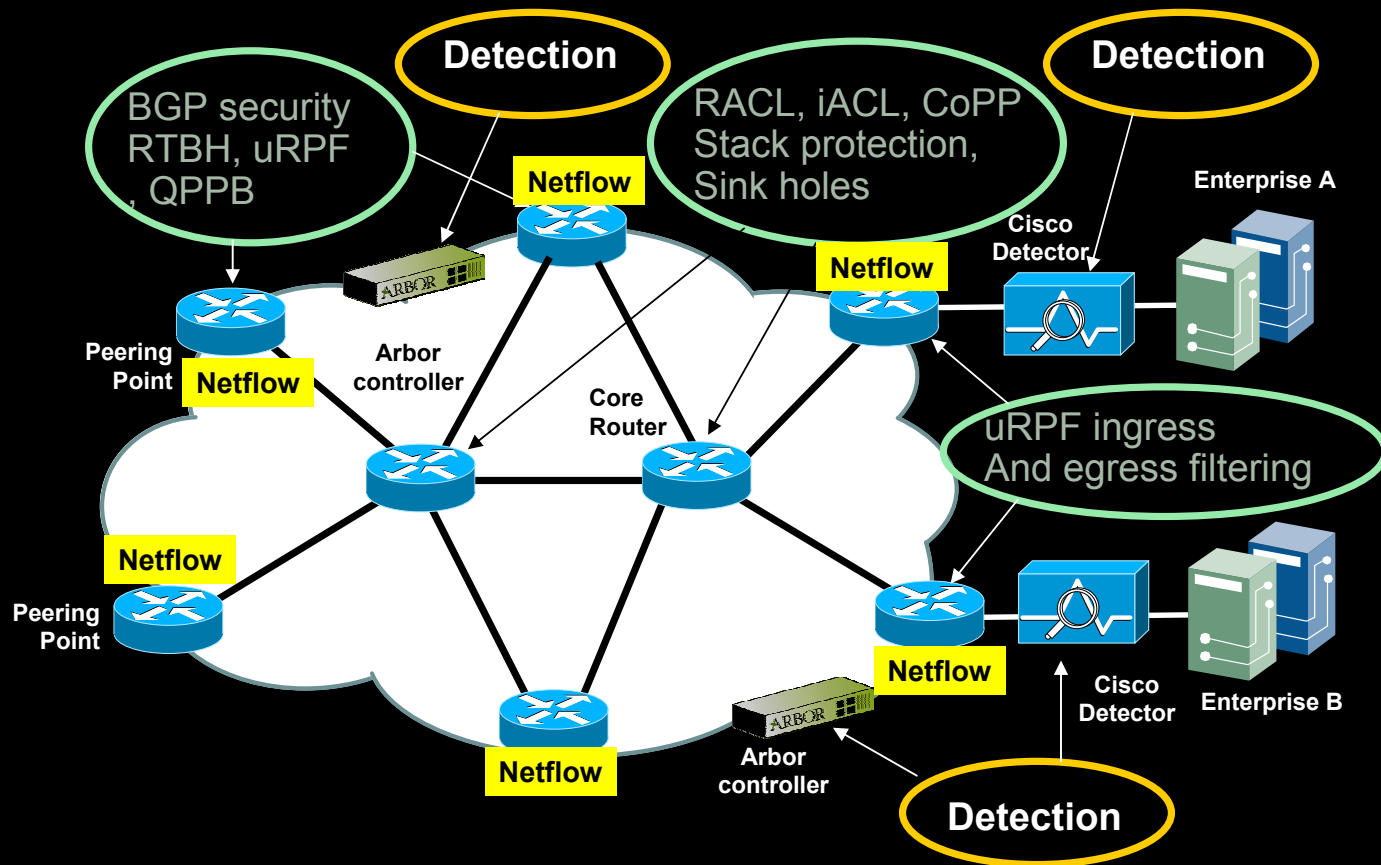 Detection
Detection
BGP security
RTBH, uRPF
, QPPB
RACL, iACL, CoPP
Stack protection,
Sink holes
Netflow
Enterprise A
Cisco
Detector
Netflow
ARBOR
Peering
Point
Netflow
Arbor
controller
Core
Router
uRPF ingress
And egress filtering
Netflow
Peering
Point
Netflow
Cisco
Detector
Enterprise B
ARBOR
Arbor
controller
Netflow
Detection